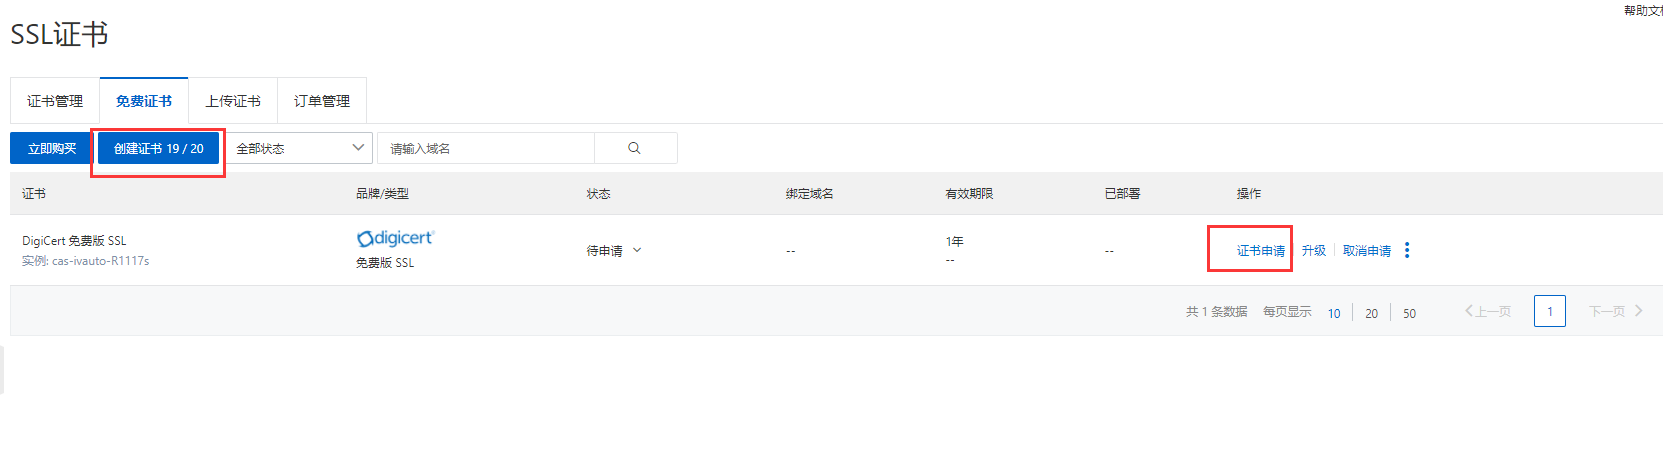 帮助文
SSL证书
证书管理 免费证书 上传证书 订单管理
立即购买 创建证书 19 / 20 全部状态 请输入域名
证书 品牌/类型 状态 绑定域名 有效期限 已部署 操作
DigiCert 免费版 SSL
实例: cas-ivauto-R1117s
digicert
免费版 SSL
待申请
--
1年
--
--
证书申请 升级 取消申请
共 1 条数据 每页显示 10 20 50 上一页 1 下一页